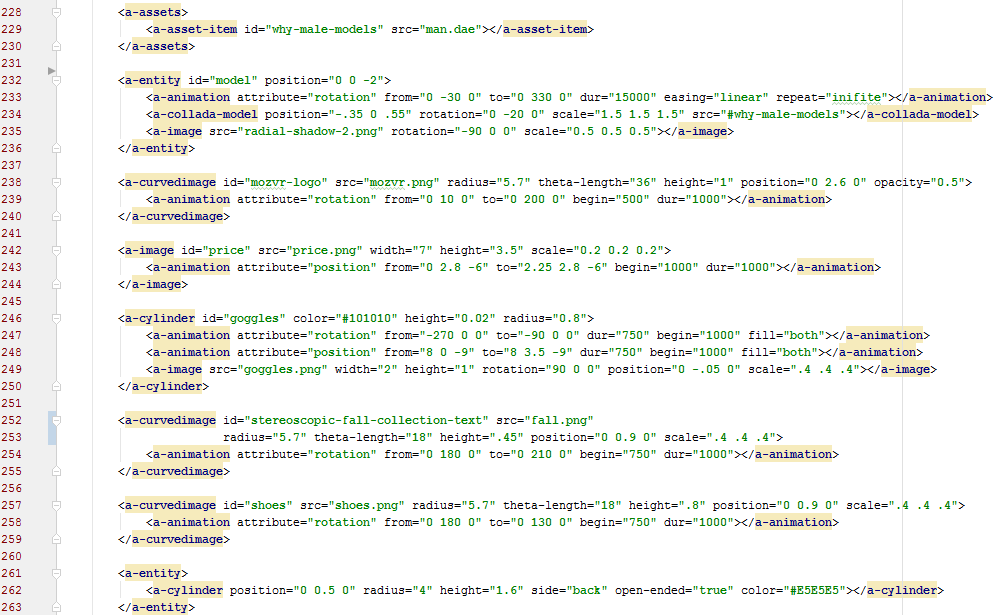 228 <a-assets>
229 <a-asset-item id="why-male-models" src="man.dae"></a-asset-item>
230 </a-assets>
231
232 <a-entity id="model" position="0 0 -2">
233 <a-animation attribute="rotation" from="0 -30 0" to="0 330 0" dur="15000" easing="linear" repeat="inifite"></a-animation>
234 <a-collada-model position="-.35 0 .55" rotation="0 -20 0" scale="1.5 1.5 1.5" src="#why-male-models"></a-collada-model>
235 <a-image src="radial-shadow-2.png" rotation="-90 0 0" scale="0.5 0.5 0.5"></a-image>
236 </a-entity>
237
238 <a-curvedimage id="mozvr-logo" src="mozvr.png" radius="5.7" theta-length="36" height="1" position="0 2.6 0" opacity="0.5">
239 <a-animation attribute="rotation" from="0 10 0" to="0 200 0" begin="500" dur="1000"></a-animation>
240 </a-curvedimage>
241
242 <a-image id="price" src="price.png" width="7" height="3.5" scale="0.2 0.2 0.2">
243 <a-animation attribute="position" from="0 2.8 -6" to="2.25 2.8 -6" begin="1000" dur="1000"></a-animation>
244 </a-image>
245
246 <a-cylinder id="goggles" color="#101010" height="0.02" radius="0.8">
247 <a-animation attribute="rotation" from="-270 0 0" to="-90 0 0" dur="750" begin="1000" fill="both"></a-animation>
248 <a-animation attribute="position" from="8 0 -9" to="8 3.5 -9" dur="750" begin="1000" fill="both"></a-animation>
249 <a-image src="goggles.png" width="2" height="1" rotation="90 0 0" position="0 -.05 0" scale=".4 .4 .4"></a-image>
250 </a-cylinder>
251
252 <a-curvedimage id="stereoscopic-fall-collection-text" src="fall.png"
253 radius="5.7" theta-length="18" height=".45" position="0 0.9 0" scale=".4 .4 .4">
254 <a-animation attribute="rotation" from="0 180 0" to="0 210 0" begin="750" dur="1000"></a-animation>
255 </a-curvedimage>
256
257 <a-curvedimage id="shoes" src="shoes.png" radius="5.7" theta-length="18" height=".8" position="0 0.9 0" scale=".4 .4 .4">
258 <a-animation attribute="rotation" from="0 180 0" to="0 130 0" begin="750" dur="1000"></a-animation>
259 </a-curvedimage>
260
261 <a-entity>
262 <a-cylinder position="0 0.5 0" radius="4" height="1.6" side="back" open-ended="true" color="#E5E5E5"></a-cylinder>
263 </a-entity>